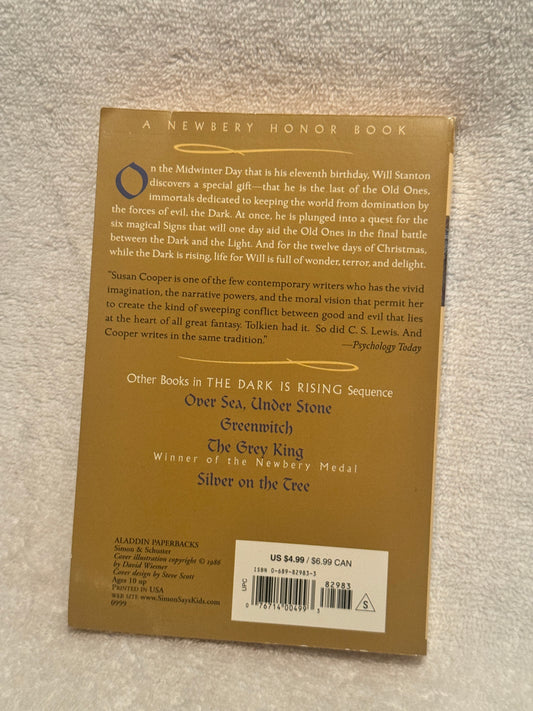 A NEWBERY HONOR BOOK
On the Midwinter Day that is his eleventh birthday, Will Stanton
discovers a special gift—that he is the last of the Old Ones,
immortals dedicated to keeping the world from domination by
the forces of evil, the Dark. At once, he is plunged into a quest for the
six magical Signs that will one day aid the Old Ones in the final battle
between the Dark and the Light. And for the twelve days of Christmas,
while the Dark is rising, life for Will is full of wonder, terror, and delight.
"Susan Cooper is one of the few contemporary writers who has the vivid
imagination, the narrative powers, and the moral vision that permit her
to create the kind of sweeping conflict between good and evil that lies
at the heart of all great fantasy. Tolkien had it. So did C. S. Lewis. And
Cooper writes in the same tradition."
—Psychology Today
Other Books in THE DARK IS RISING Sequence
Over Sea, Under Stone
Greenwitch
The Grey King
Winner of the Newbery Medal
Silver on the Tree
ALADDIN PAPERBACKS
Simon & Schuster
Cover illustration copyright © 1986
by David Wiesner
Cover design by Steve Scott
Ages 10 up
PRINTED IN USA
WEB SITE www.SimonSaysKids.com
0999
US $4.99 / $6.99 CAN
ISBN 0-689-82983-3
82983
UPC
0 76714 00499 3
S